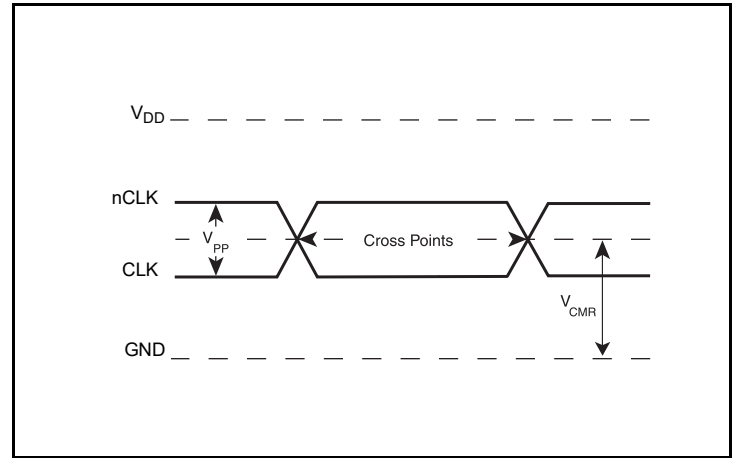 VDD
nCLK
VPP
Cross Points
CLK
VCMR
GND